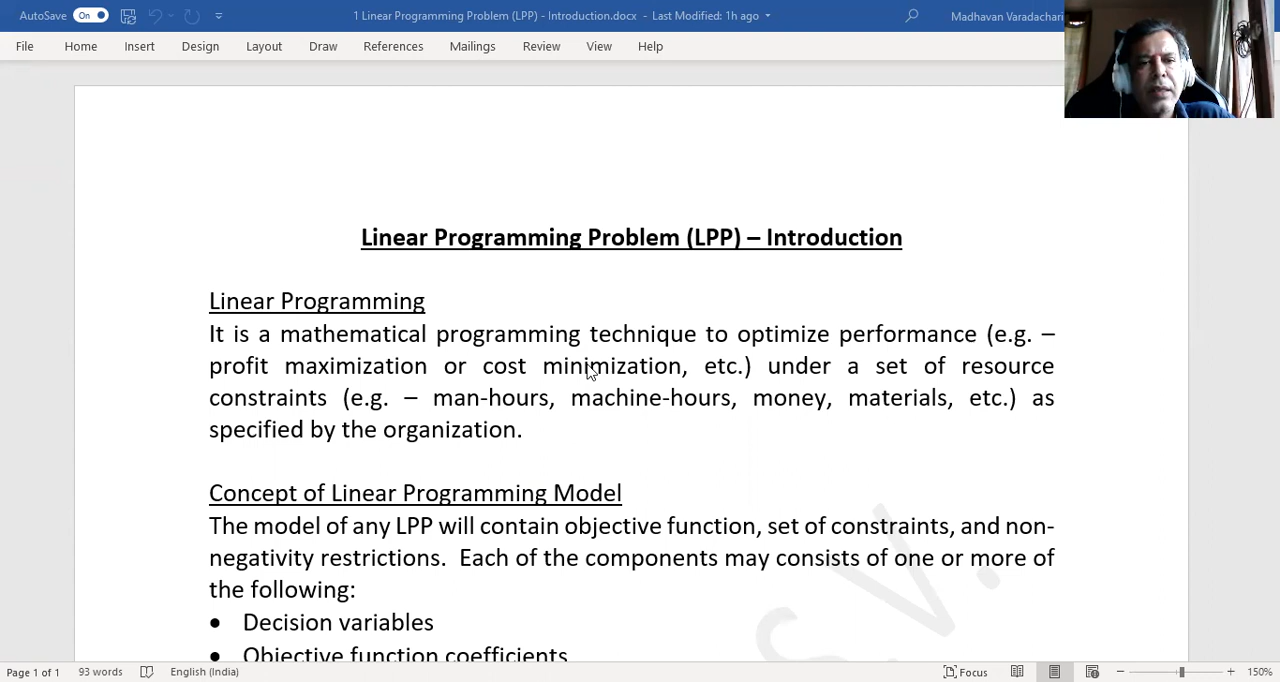 AutoSave On 1 Linear Programming Problem (LPP) - Introduction.docx - Last Modified: 1h ago Madhavan Varadachari
File Home Insert Design Layout Draw References Mailings Review View Help
Linear Programming Problem (LPP) – Introduction
Linear Programming
It is a mathematical programming technique to optimize performance (e.g. –
profit maximization or cost minimization, etc.) under a set of resource
constraints (e.g. – man-hours, machine-hours, money, materials, etc.) as
specified by the organization.
Concept of Linear Programming Model
The model of any LPP will contain objective function, set of constraints, and non-
negativity restrictions. Each of the components may consists of one or more of
the following:
• Decision variables
• Objective function coefficients
S.V.
Page 1 of 1 93 words English (India) Focus 150%